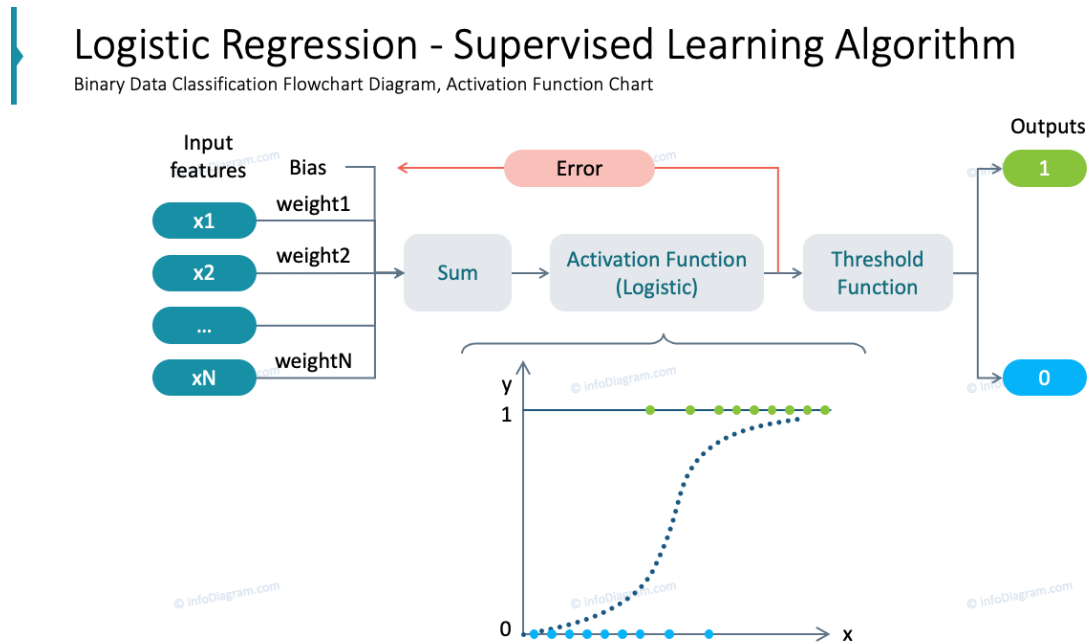 Logistic Regression - Supervised Learning Algorithm
Binary Data Classification Flowchart Diagram, Activation Function Chart
Input
features
Bias
Error
Outputs
1
x1
weight1
x2
weight2
...
xN
weightN
Sum
Activation Function
(Logistic)
Threshold
Function
0
y
1
0
x
© infoDiagram.com
© infoDiagram.com
© infoDiagram.com
© infoDiagram.com